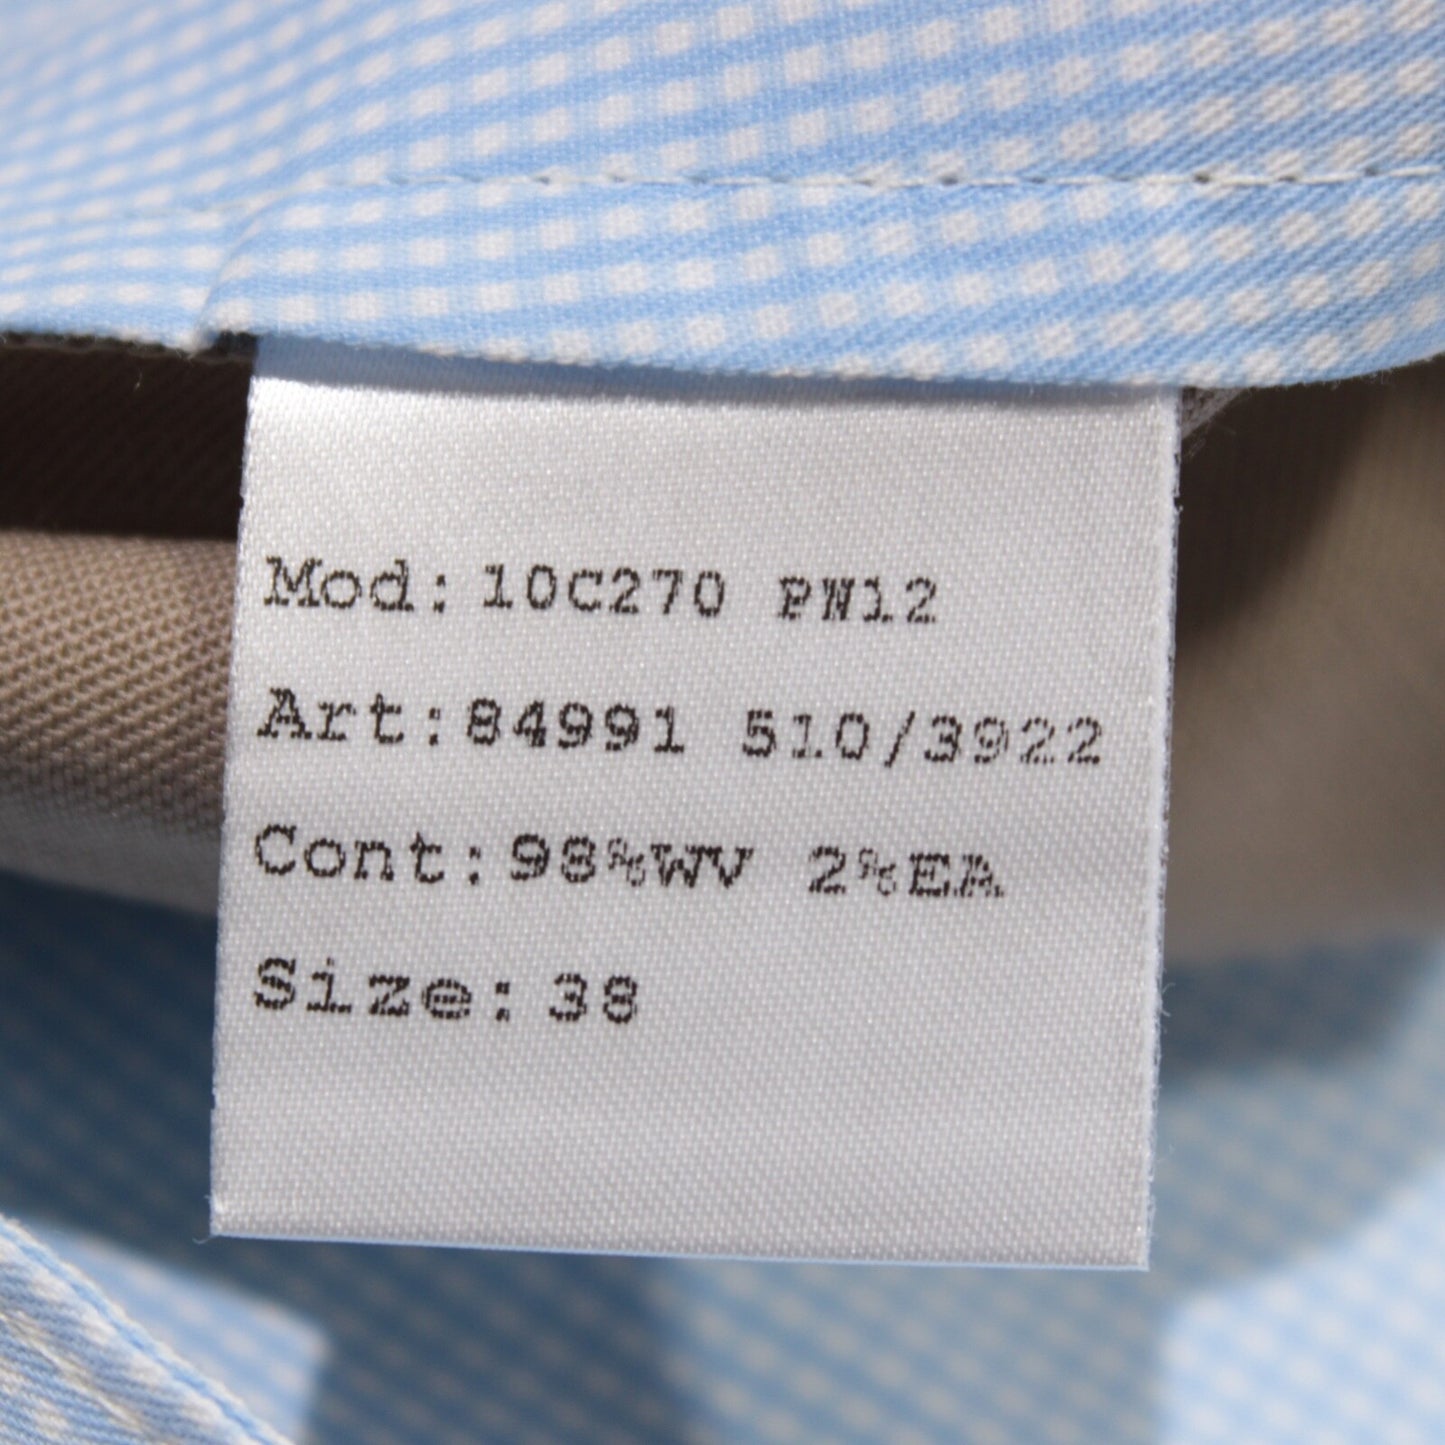 Mod: 10C270 PW12
Art: 84991 510/3922
Cont: 98%WV 2%EA
Size: 38